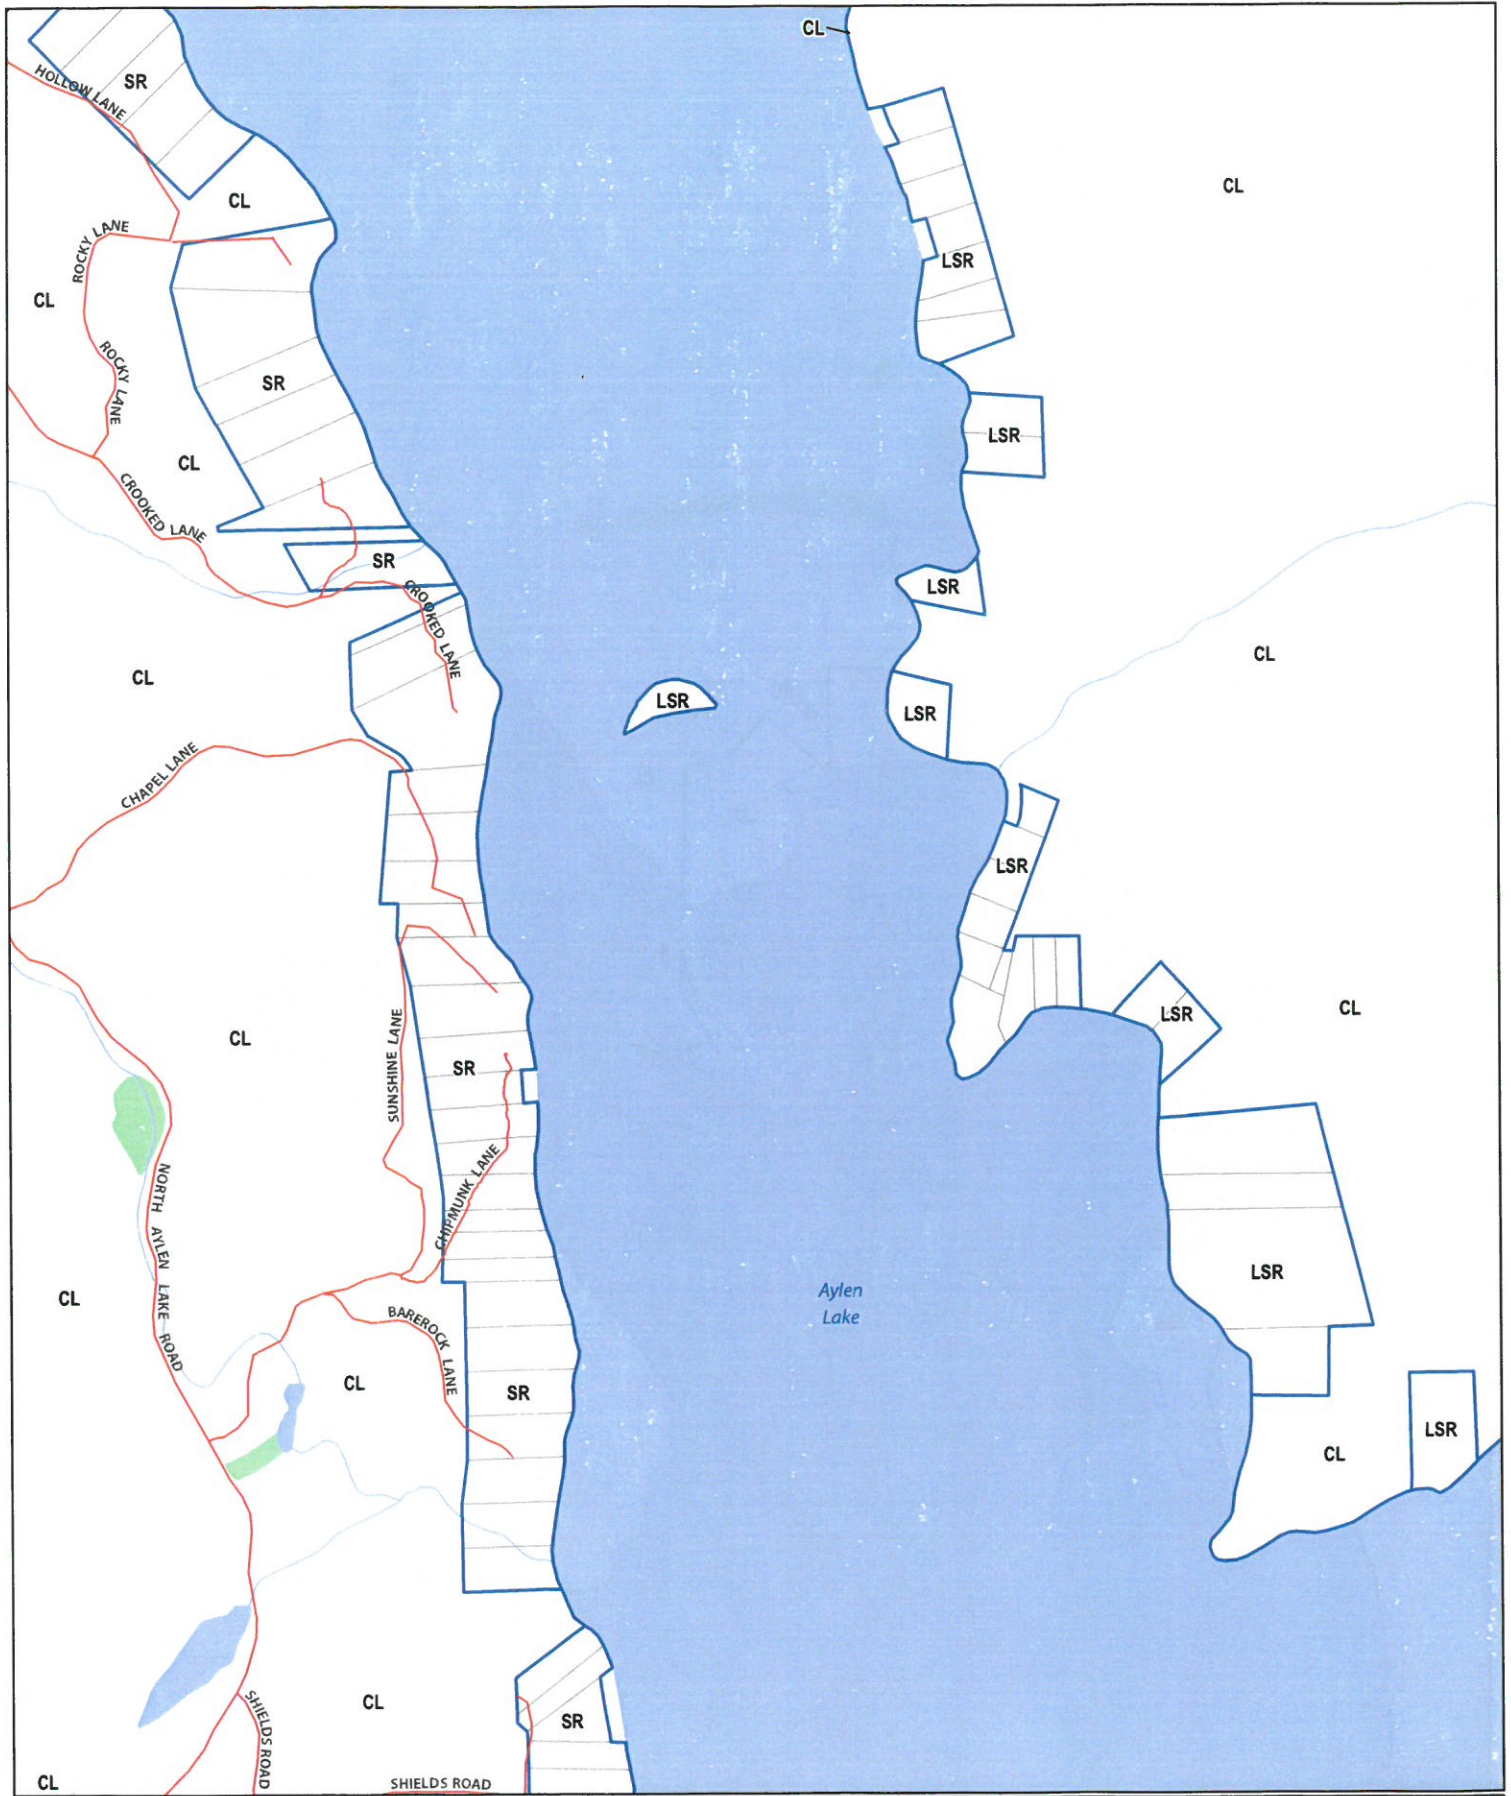 CL
SR
HOLLOW LANE
CL
CL
ROCKY LANE
LSR
CL
ROCKY LANE
SR
LSR
CL
CROOKED LANE
SR
LSR
CROOKED LANE
CL
CL
LSR
LSR
CHAPEL LANE
LSR
CL
LSR
CL
SUNSHINE LANE
SR
CHIPMUNK LANE
NORTH AYLEN LAKE ROAD
LSR
Aylen
Lake
CL
BAREROCK LANE
CL
SR
LSR
CL
CL
SR
SHIELDS ROAD
CL
SHIELDS ROAD